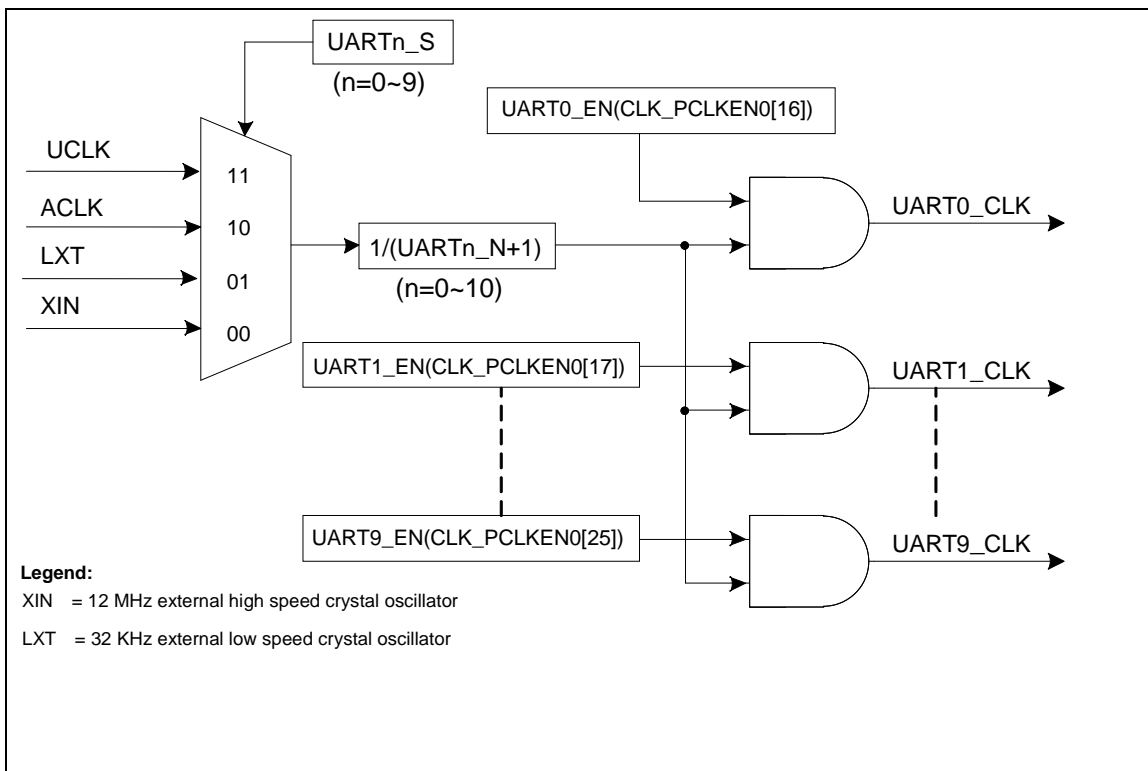 UARTn_S
(n=0~9)
UART0_EN(CLK_PCLKEN0[16])
UCLK
11
ACLK
10
UART0_CLK
LXT
01
1/(UARTn_N+1)
(n=0~10)
XIN
00
UART1_EN(CLK_PCLKEN0[17])
UART1_CLK
UART9_EN(CLK_PCLKEN0[25])
UART9_CLK
Legend:
XIN = 12 MHz external high speed crystal oscillator
LXT = 32 KHz external low speed crystal oscillator